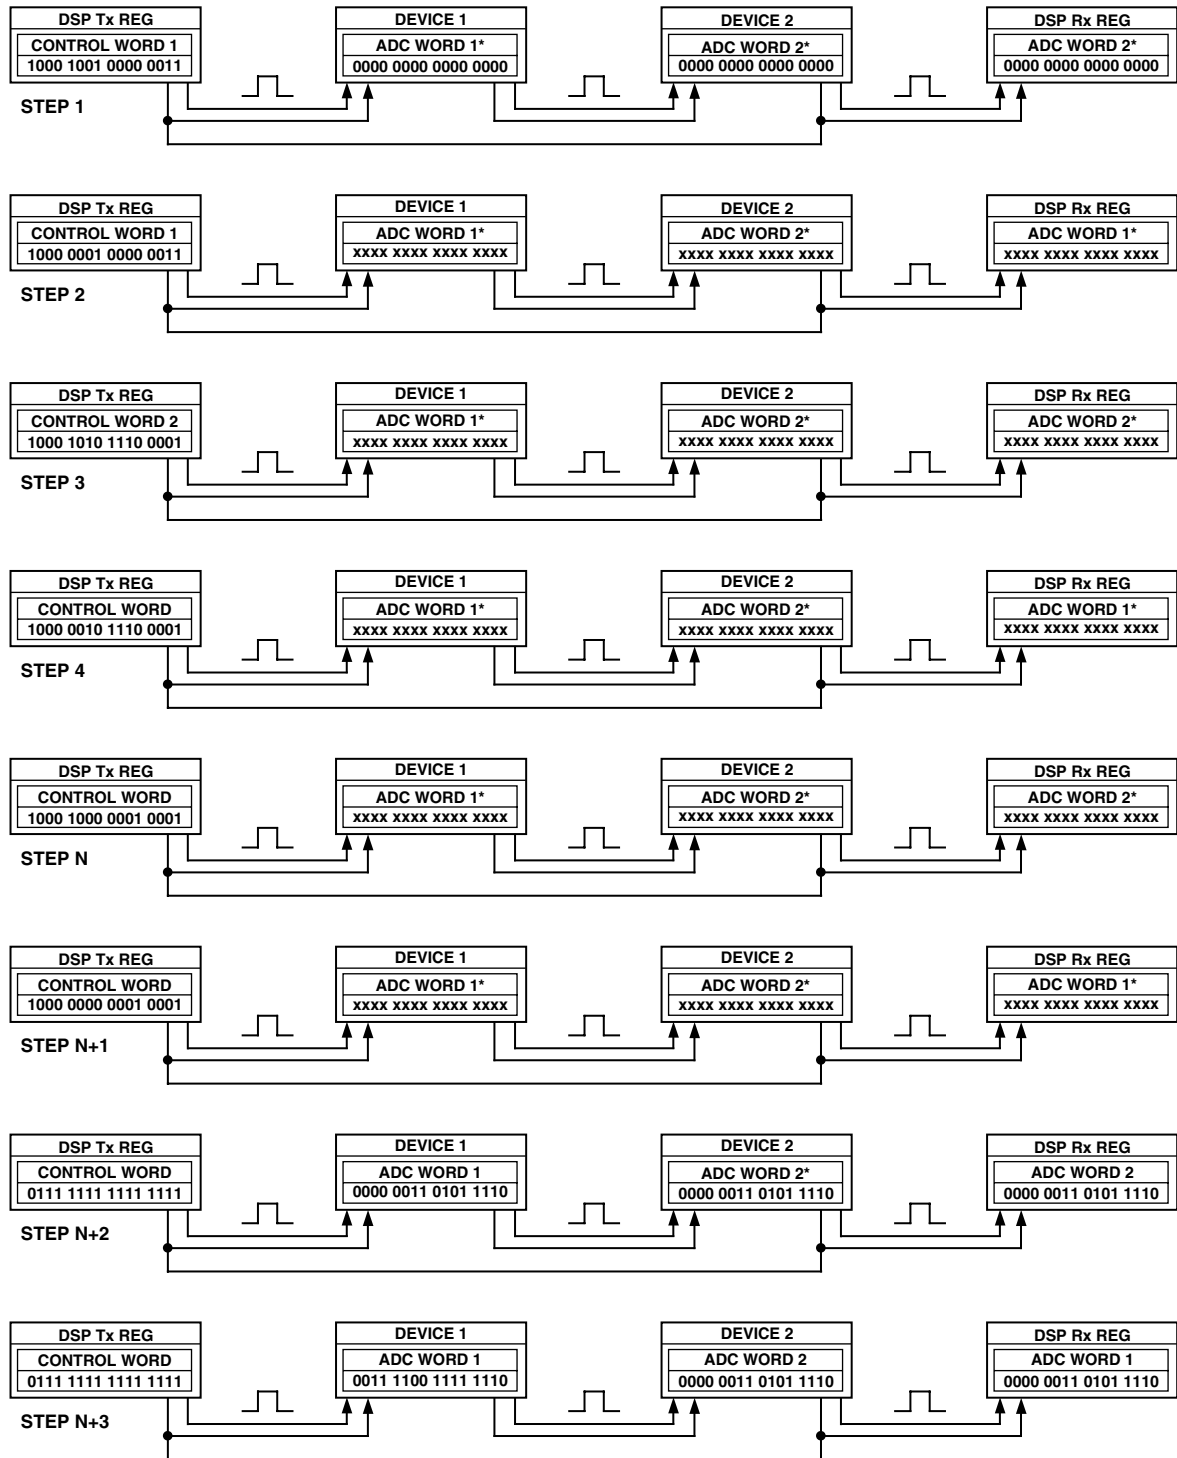 DSP Tx REG DEVICE 1 DEVICE 2 DSP Rx REG
CONTROL WORD 1 ADC WORD 1* ADC WORD 2* ADC WORD 2*
1000 1001 0000 0011 0000 0000 0000 0000 0000 0000 0000 0000 0000 0000 0000 0000
STEP 1
DSP Tx REG DEVICE 1 DEVICE 2 DSP Rx REG
CONTROL WORD 1 ADC WORD 1* ADC WORD 2* ADC WORD 1*
1000 0001 0000 0011 xxxx xxxx xxxx xxxx xxxx xxxx xxxx xxxx xxxx xxxx xxxx xxxx
STEP 2
DSP Tx REG DEVICE 1 DEVICE 2 DSP Rx REG
CONTROL WORD 2 ADC WORD 1* ADC WORD 2* ADC WORD 2*
1000 1010 1110 0001 xxxx xxxx xxxx xxxx xxxx xxxx xxxx xxxx xxxx xxxx xxxx xxxx
STEP 3
DSP Tx REG DEVICE 1 DEVICE 2 DSP Rx REG
CONTROL WORD ADC WORD 1* ADC WORD 2* ADC WORD 1*
1000 0010 1110 0001 xxxx xxxx xxxx xxxx xxxx xxxx xxxx xxxx xxxx xxxx xxxx xxxx
STEP 4
DSP Tx REG DEVICE 1 DEVICE 2 DSP Rx REG
CONTROL WORD ADC WORD 1* ADC WORD 2* ADC WORD 2*
1000 1000 0001 0001 xxxx xxxx xxxx xxxx xxxx xxxx xxxx xxxx xxxx xxxx xxxx xxxx
STEP N
DSP Tx REG DEVICE 1 DEVICE 2 DSP Rx REG
CONTROL WORD ADC WORD 1* ADC WORD 2* ADC WORD 1*
1000 0000 0001 0001 xxxx xxxx xxxx xxxx xxxx xxxx xxxx xxxx xxxx xxxx xxxx xxxx
STEP N+1
DSP Tx REG DEVICE 1 DEVICE 2 DSP Rx REG
CONTROL WORD ADC WORD 1 ADC WORD 2* ADC WORD 2
0111 1111 1111 1111 0000 0011 0101 1110 0000 0011 0101 1110 0000 0011 0101 1110
STEP N+2
DSP Tx REG DEVICE 1 DEVICE 2 DSP Rx REG
CONTROL WORD ADC WORD 1 ADC WORD 2 ADC WORD 1
0111 1111 1111 1111 0011 1100 1111 1110 0000 0011 0101 1110 0000 0011 0101 1110
STEP N+3